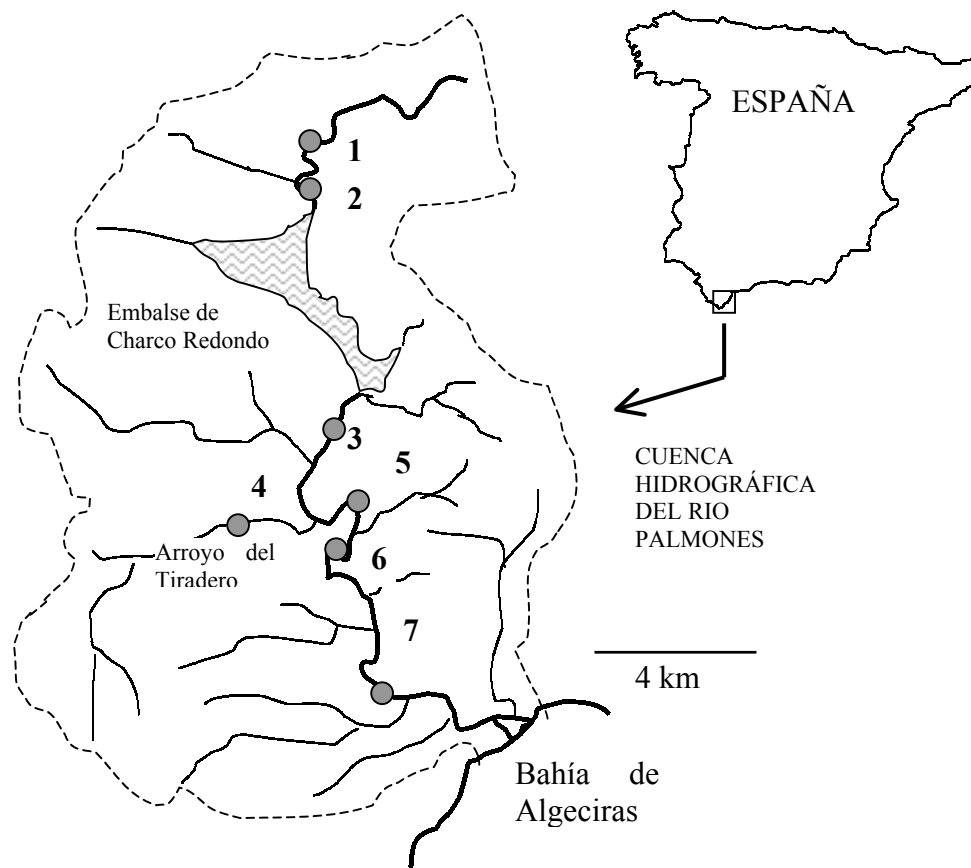 ESPAÑA
1
2
Embalse de
Charco Redondo
3
5
4
CUENCA
HIDROGRÁFICA
DEL RIO
PALMONES
Arroyo del
Tiradero
6
7
4 km
Bahía de
Algeciras